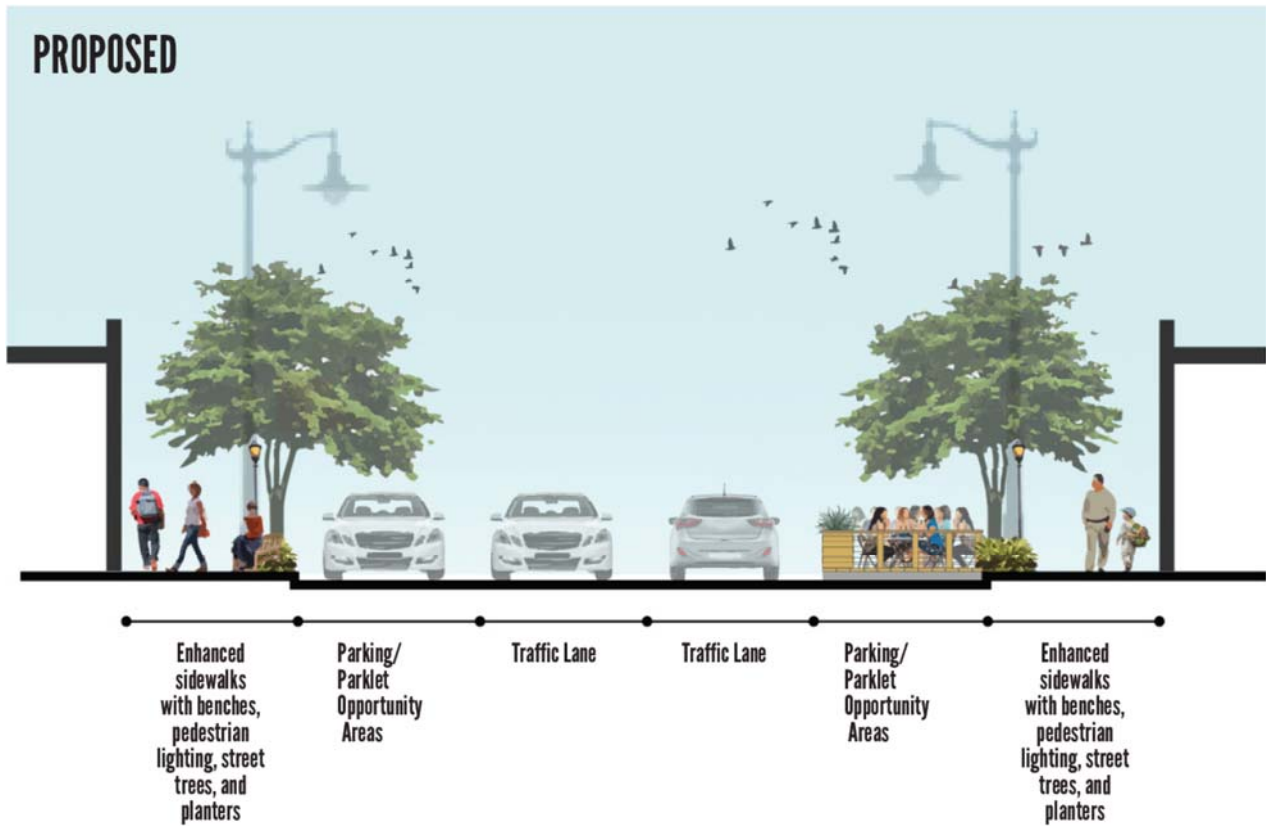 PROPOSED
Enhanced
sidewalks
with benches,
pedestrian
lighting, street
trees, and
planters
Parking/
Parklet
Opportunity
Areas
Traffic Lane
Traffic Lane
Parking/
Parklet
Opportunity
Areas
Enhanced
sidewalks
with benches,
pedestrian
lighting, street
trees, and
planters